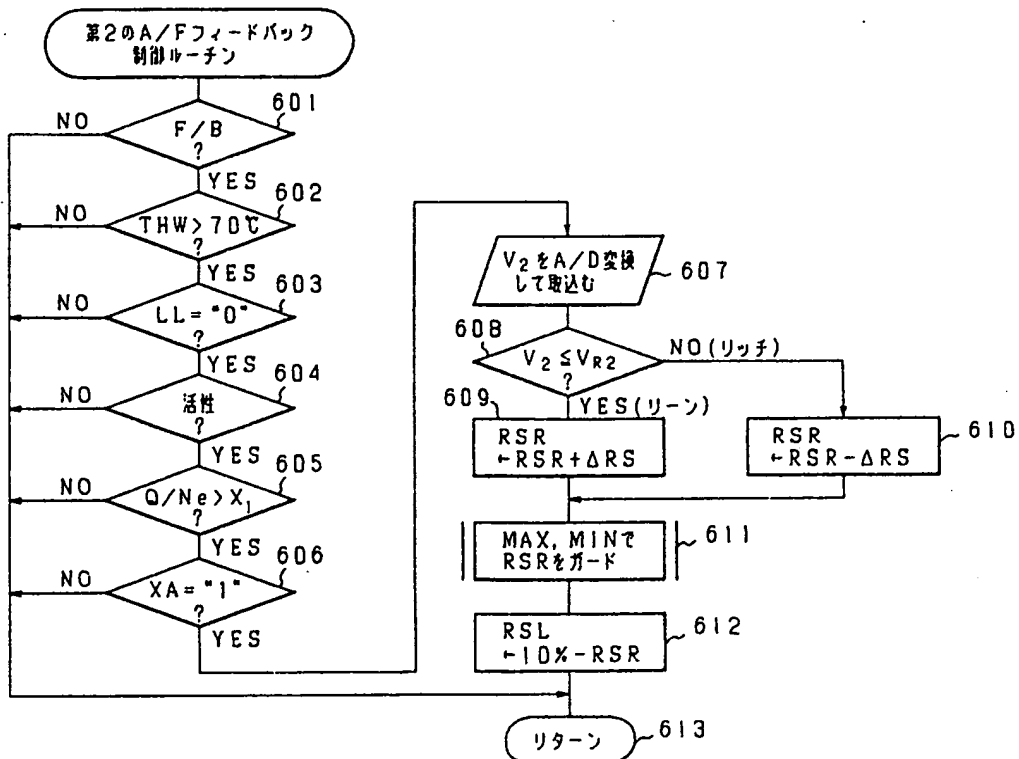 第2のA/Fフィードバック
制御ルーチン
601
F/B
?
NO
YES
602
THW>70℃
?
NO
YES
603
LL="0"
?
NO
YES
604
活性
?
NO
YES
605
Q/Ne>X1
?
NO
YES
606
XA="1"
?
NO
YES
V2をA/D変換
して取込む
607
608
V2≦VR2
?
NO(リッチ)
YES(リーン)
609
RSR
←RSR+ΔRS
RSR
←RSR-ΔRS
610
MAX, MINで
RSRをガード
611
RSL
←10%-RSR
612
リターン
613